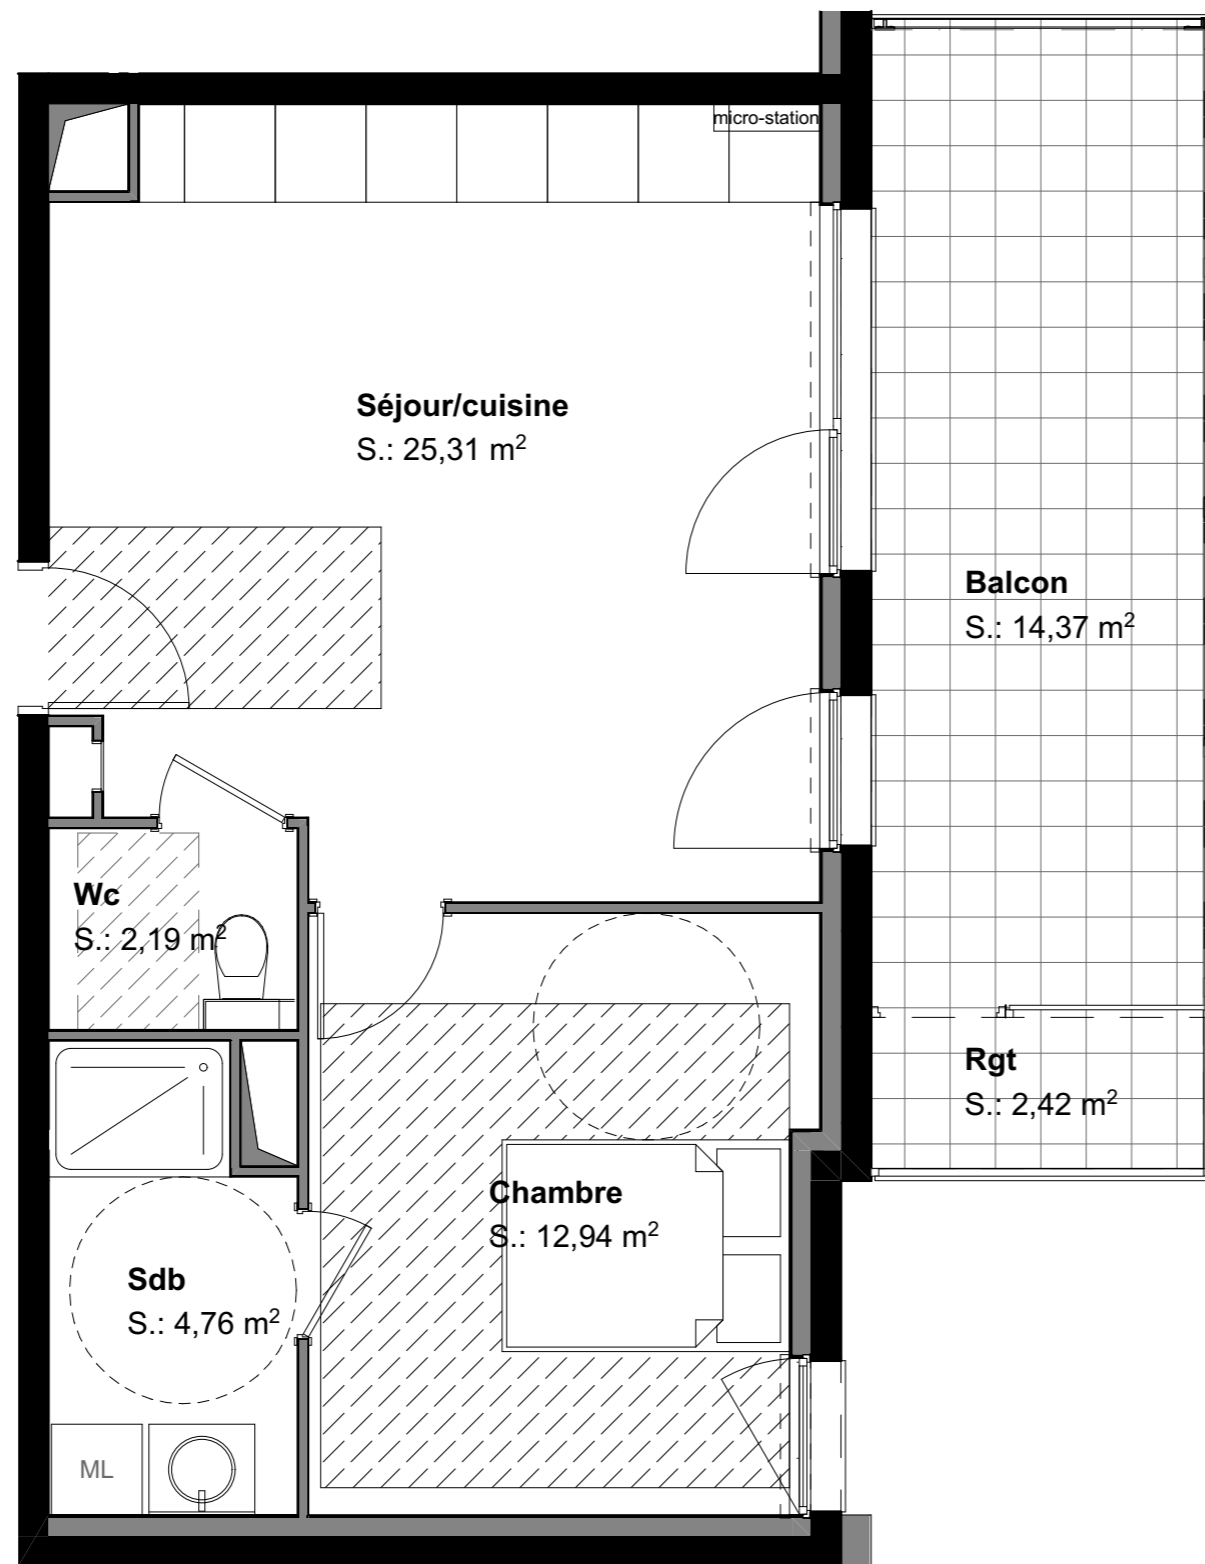 micro-station
Séjour/cuisine
S.: 25,31 m²
Balcon
S.: 14,37 m²
Wc
S.: 2,19 m²
Rgt
S.: 2,42 m²
Chambre
S.: 12,94 m²
Sdb
S.: 4,76 m²
ML